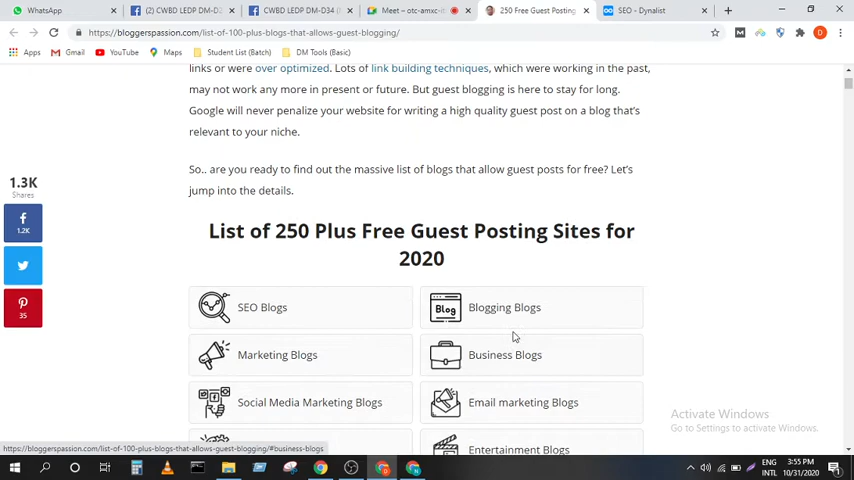 WhatsApp
(2) CWBD LEDP DM-D
CWBD LEDP DM-D34 (
Meet – otc-amxc-it
250 Free Guest Posting
SEO - Dynalist
https://bloggerspassion.com/list-of-100-plus-blogs-that-allows-guest-blogging/
Apps
Gmail
YouTube
Maps
Student List (Batch)
DM Tools (Basic)
links or were over optimized. Lots of link building techniques, which were working in the past,
may not work any more in present or future. But guest blogging is here to stay for long.
Google will never penalize your website for writing a high quality guest post on a blog that's
relevant to your niche.
So.. are you ready to find out the massive list of blogs that allow guest posts for free? Let's
jump into the details.
1.3K
Shares
1.2K
35
List of 250 Plus Free Guest Posting Sites for
2020
SEO Blogs
Blog
Blogging Blogs
Marketing Blogs
Business Blogs
Social Media Marketing Blogs
Email marketing Blogs
Entertainment Blogs
Activate Windows
Go to Settings to activate Windows.
https://bloggerspassion.com/list-of-100-plus-blogs-that-allows-guest-blogging/#business-blogs
ENG
INTL
3:55 PM
10/31/2020